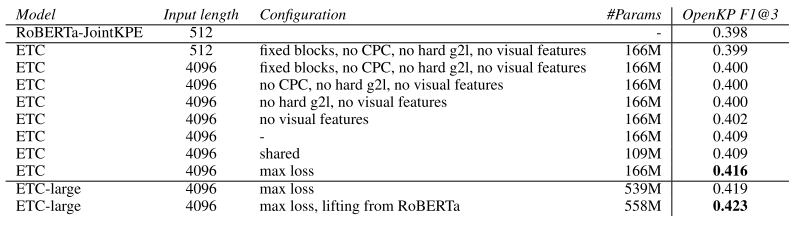 Model Input length Configuration #Params OpenKP F1@3
RoBERTa-JointKPE 512 - 0.398
ETC 512 fixed blocks, no CPC, no hard g2l, no visual features 166M 0.399
ETC 4096 fixed blocks, no CPC, no hard g2l, no visual features 166M 0.400
ETC 4096 no CPC, no hard g2l, no visual features 166M 0.400
ETC 4096 no hard g2l, no visual features 166M 0.400
ETC 4096 no visual features 166M 0.402
ETC 4096 - 166M 0.409
ETC 4096 shared 109M 0.409
ETC 4096 max loss 166M 0.416
ETC-large 4096 max loss 539M 0.419
ETC-large 4096 max loss, lifting from RoBERTa 558M 0.423